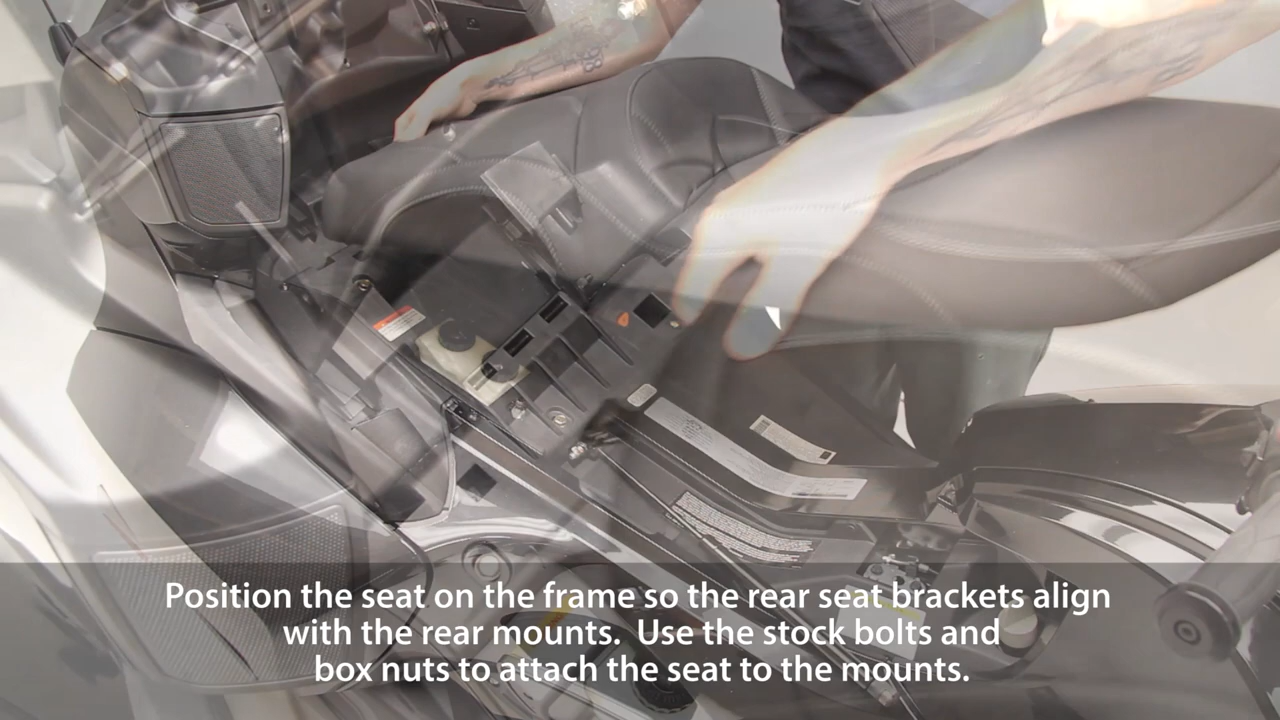 Position the seat on the frame so the rear seat brackets align
with the rear mounts.  Use the stock bolts and
box nuts to attach the seat to the mounts.